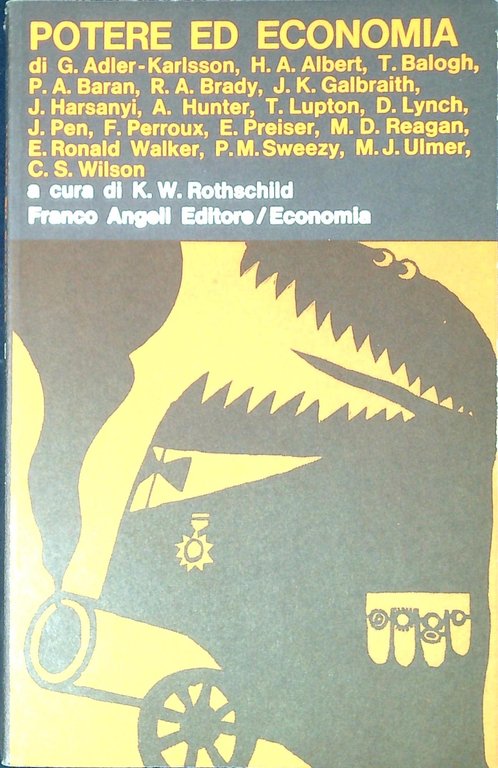 POTERE ED ECONOMIA
di G. Adler-Karlsson, H. A. Albert, T. Balogh,
P. A. Baran, R. A. Brady, J. K. Galbraith,
J. Harsanyi, A. Hunter, T. Lupton, D. Lynch,
J. Pen, F. Perroux, E. Preiser, M. D. Reagan,
E. Ronald Walker, P. M. Sweezy, M. J. Ulmer,
C. S. Wilson
a cura di K. W. Rothschild
Franco Angeli Editore/Economia